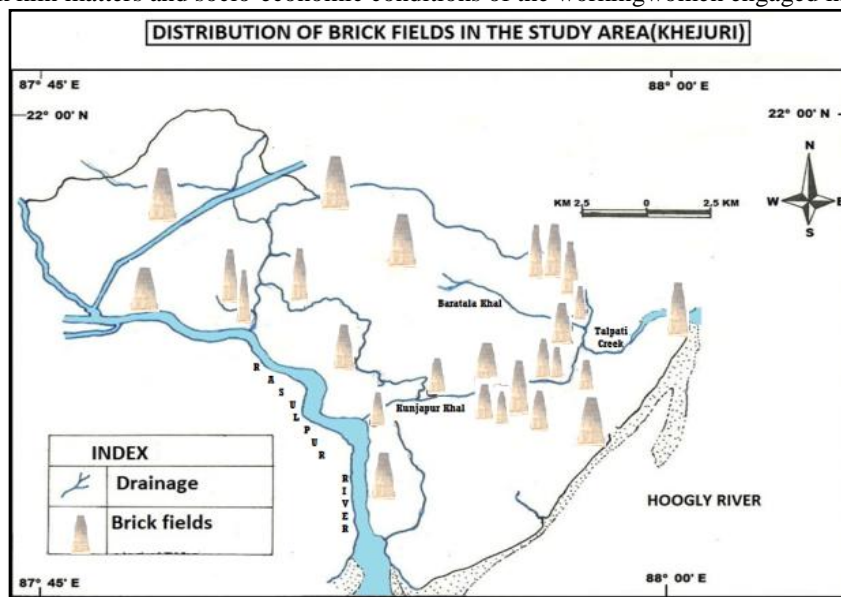 DISTRIBUTION OF BRICK FIELDS IN THE STUDY AREA(KHEJURI)
87° 45' E
88° 00' E
22° 00' N
22° 00' N
N
W
E
S
KM 2.5 0 2.5 KM
Baratala Khal
Talpati
Creek
Kunjapur Khal
RASULPUR RIVER
HOOGLY RIVER
INDEX
Drainage
Brick fields
87° 45' E
88° 00' E